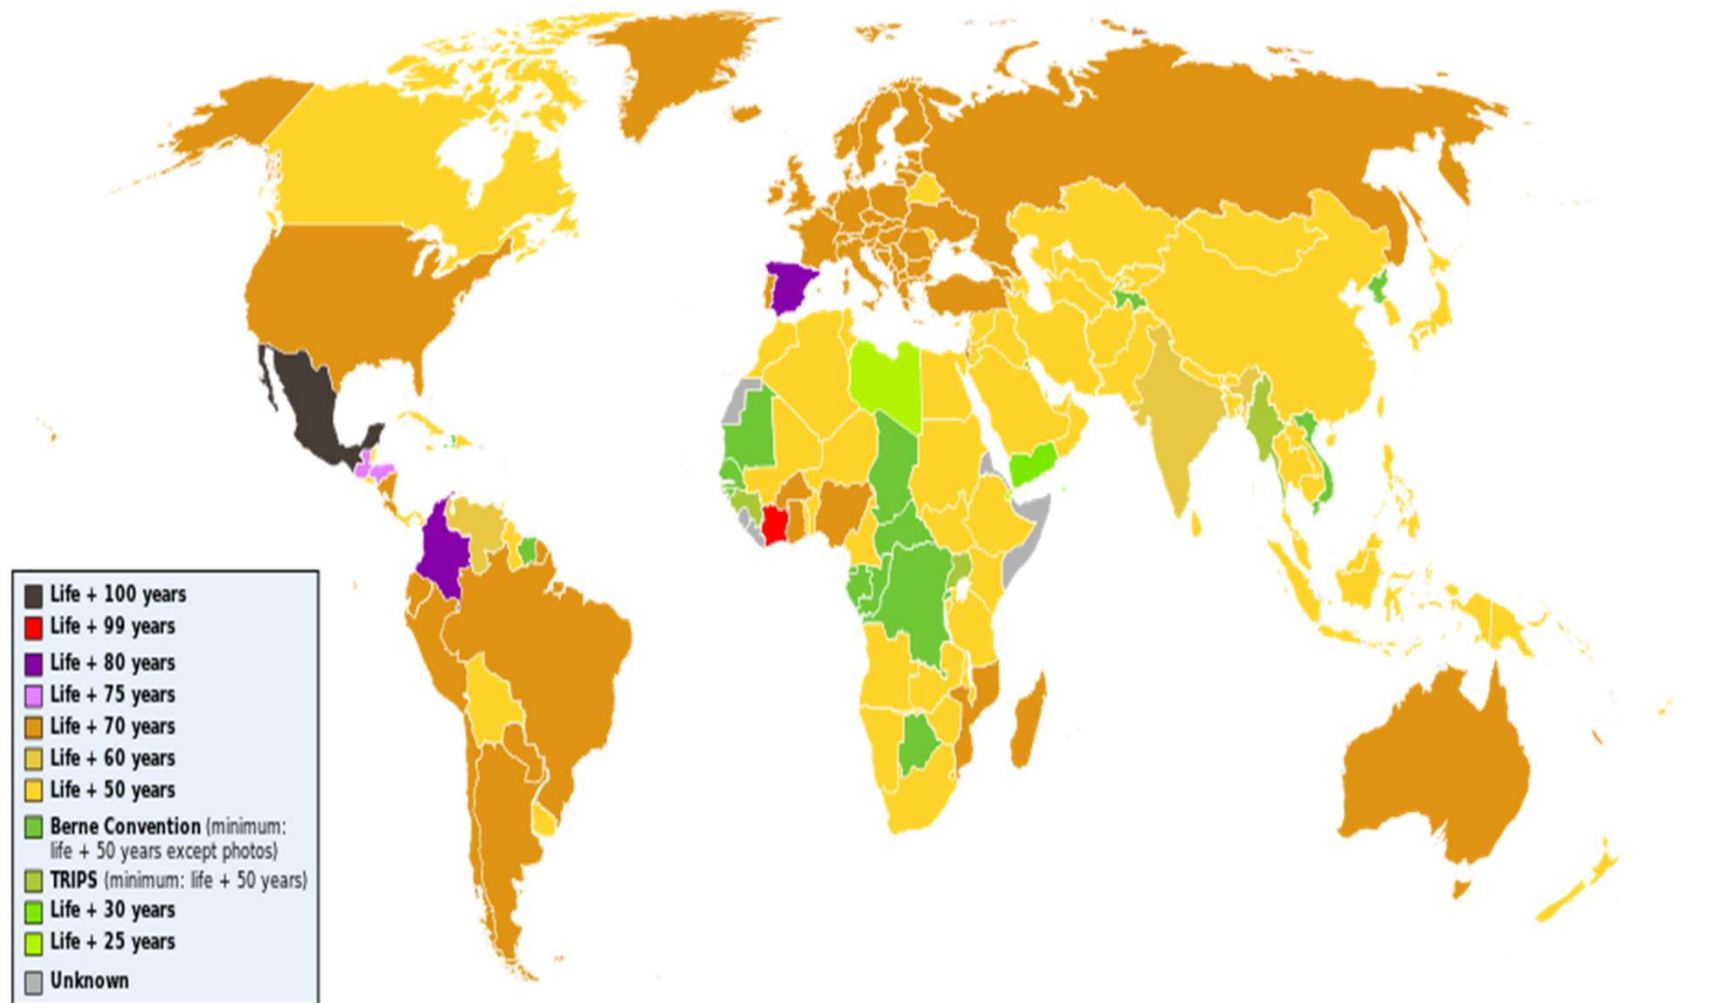 Life + 100 years
Life + 99 years
Life + 80 years
Life + 75 years
Life + 70 years
Life + 60 years
Life + 50 years
Berne Convention (minimum:
life + 50 years except photos)
TRIPS (minimum: life + 50 years)
Life + 30 years
Life + 25 years
Unknown